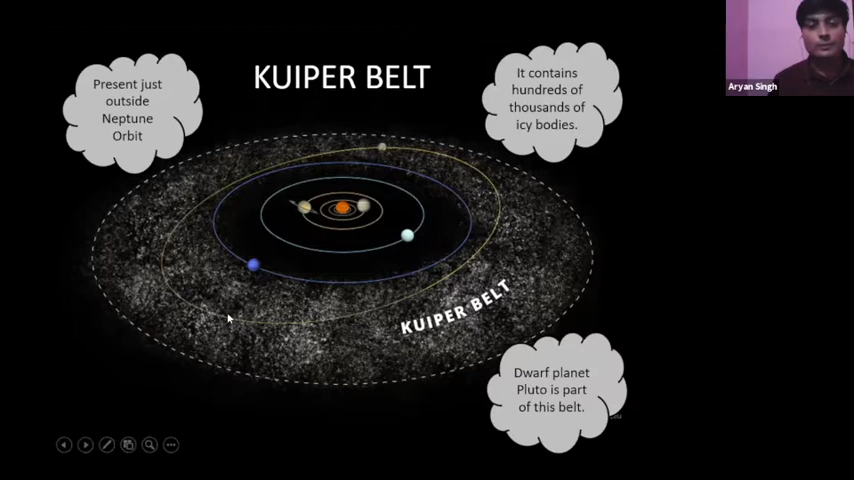 KUIPER BELT
Present just
outside
Neptune
Orbit
It contains
hundreds of
thousands of
icy bodies.
Aryan Singh
KUIPER BELT
Dwarf planet
Pluto is part
of this belt.